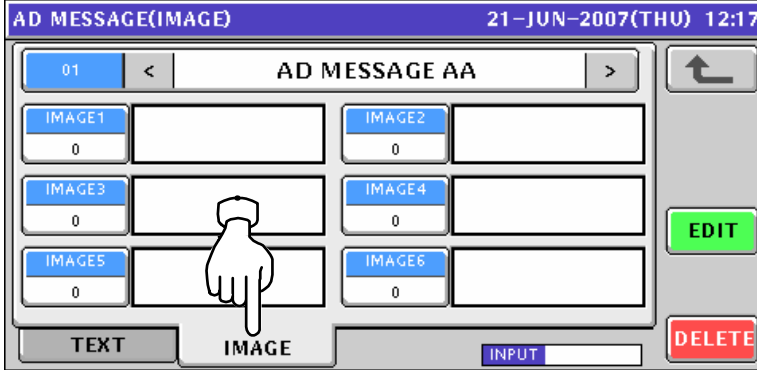 AD MESSAGE(IMAGE) 21-JUN-2007(THU) 12:17
01 < AD MESSAGE AA >
IMAGE1 IMAGE2
0 0
IMAGE3 IMAGE4
0 0
EDIT
IMAGE5 IMAGE6
0 0
TEXT IMAGE INPUT DELETE